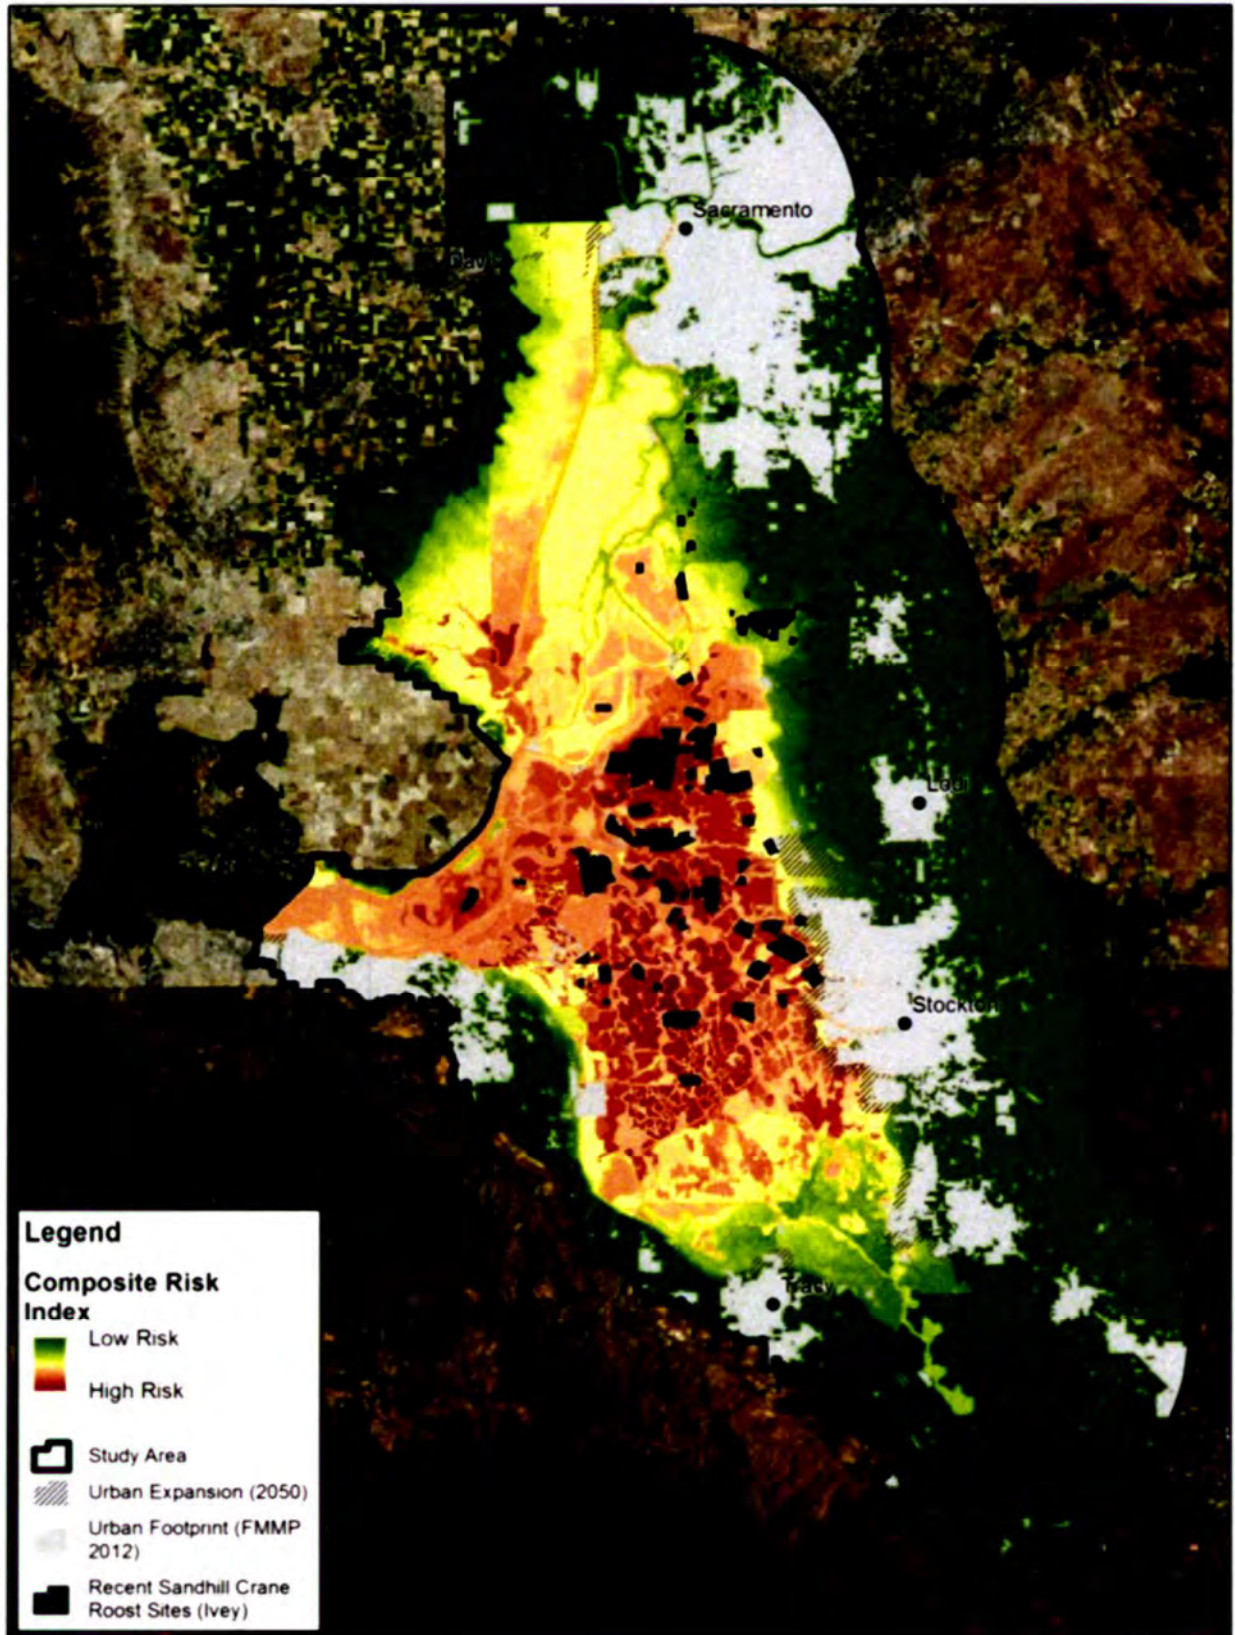 Sacramento
Stockton
Legend
Composite Risk
Index
Low Risk
High Risk
Study Area
Urban Expansion (2050)
Urban Footprint (FMMP
2012)
Recent Sandhill Crane
Roost Sites (Ivey)